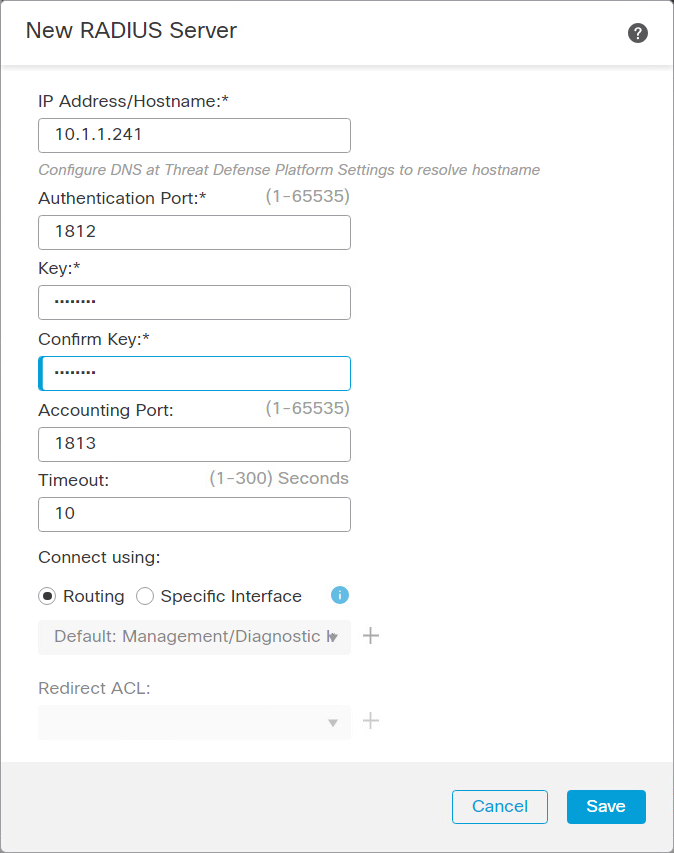 New RADIUS Server
?
IP Address/Hostname:*
10.1.1.241
Configure DNS at Threat Defense Platform Settings to resolve hostname
Authentication Port:* (1-65535)
1812
Key:*
••••••••
Confirm Key:*
••••••••
Accounting Port: (1-65535)
1813
Timeout: (1-300) Seconds
10
Connect using:
Routing Specific Interface i
Default: Management/Diagnostic
Redirect ACL:
Cancel Save